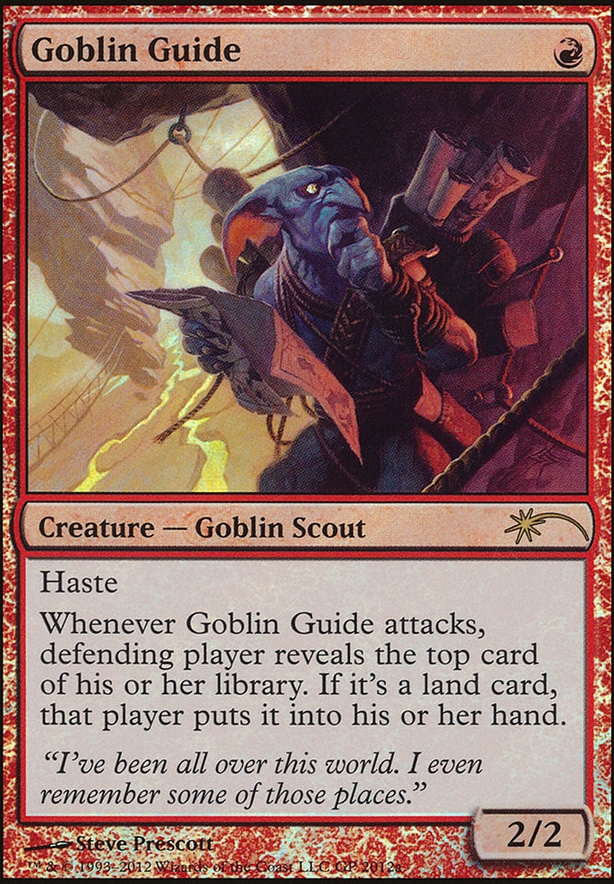 Goblin Guide
Creature — Goblin Scout
Haste
Whenever Goblin Guide attacks,
defending player reveals the top card
of his or her library. If it's a land card,
that player puts it into his or her hand.
“I've been all over this world. I even
remember some of those places.”
2/2
Steve Prescott
™ & © 1993–2012 Wizards of the Coast LLC GP 2012a